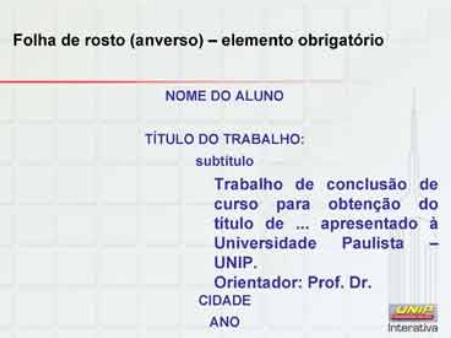 Folha de rosto (anverso) – elemento obrigatório
NOME DO ALUNO
TÍTULO DO TRABALHO:
subtítulo
Trabalho de conclusão de
curso para obtenção do
título de ... apresentado à
Universidade Paulista –
UNIP.
Orientador: Prof. Dr.
CIDADE
ANO
UNIP
Interativa